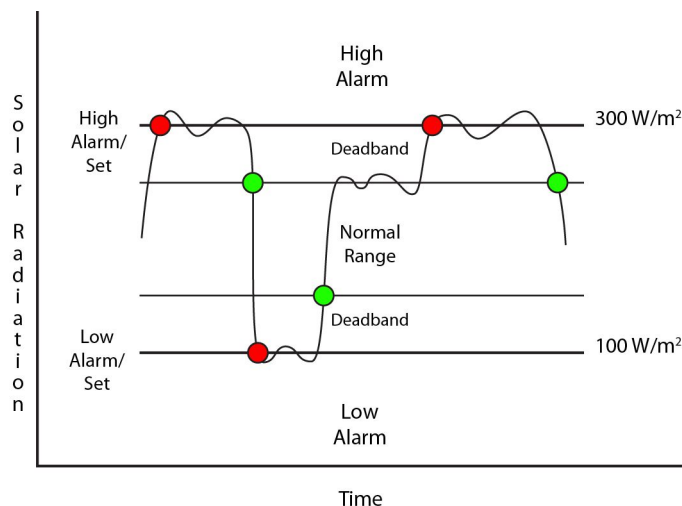 High
Alarm
High
Alarm/
Set
300 W/m²
Deadband
Solar Radiation
Normal
Range
Deadband
Low
Alarm/
Set
100 W/m²
Low
Alarm
Time